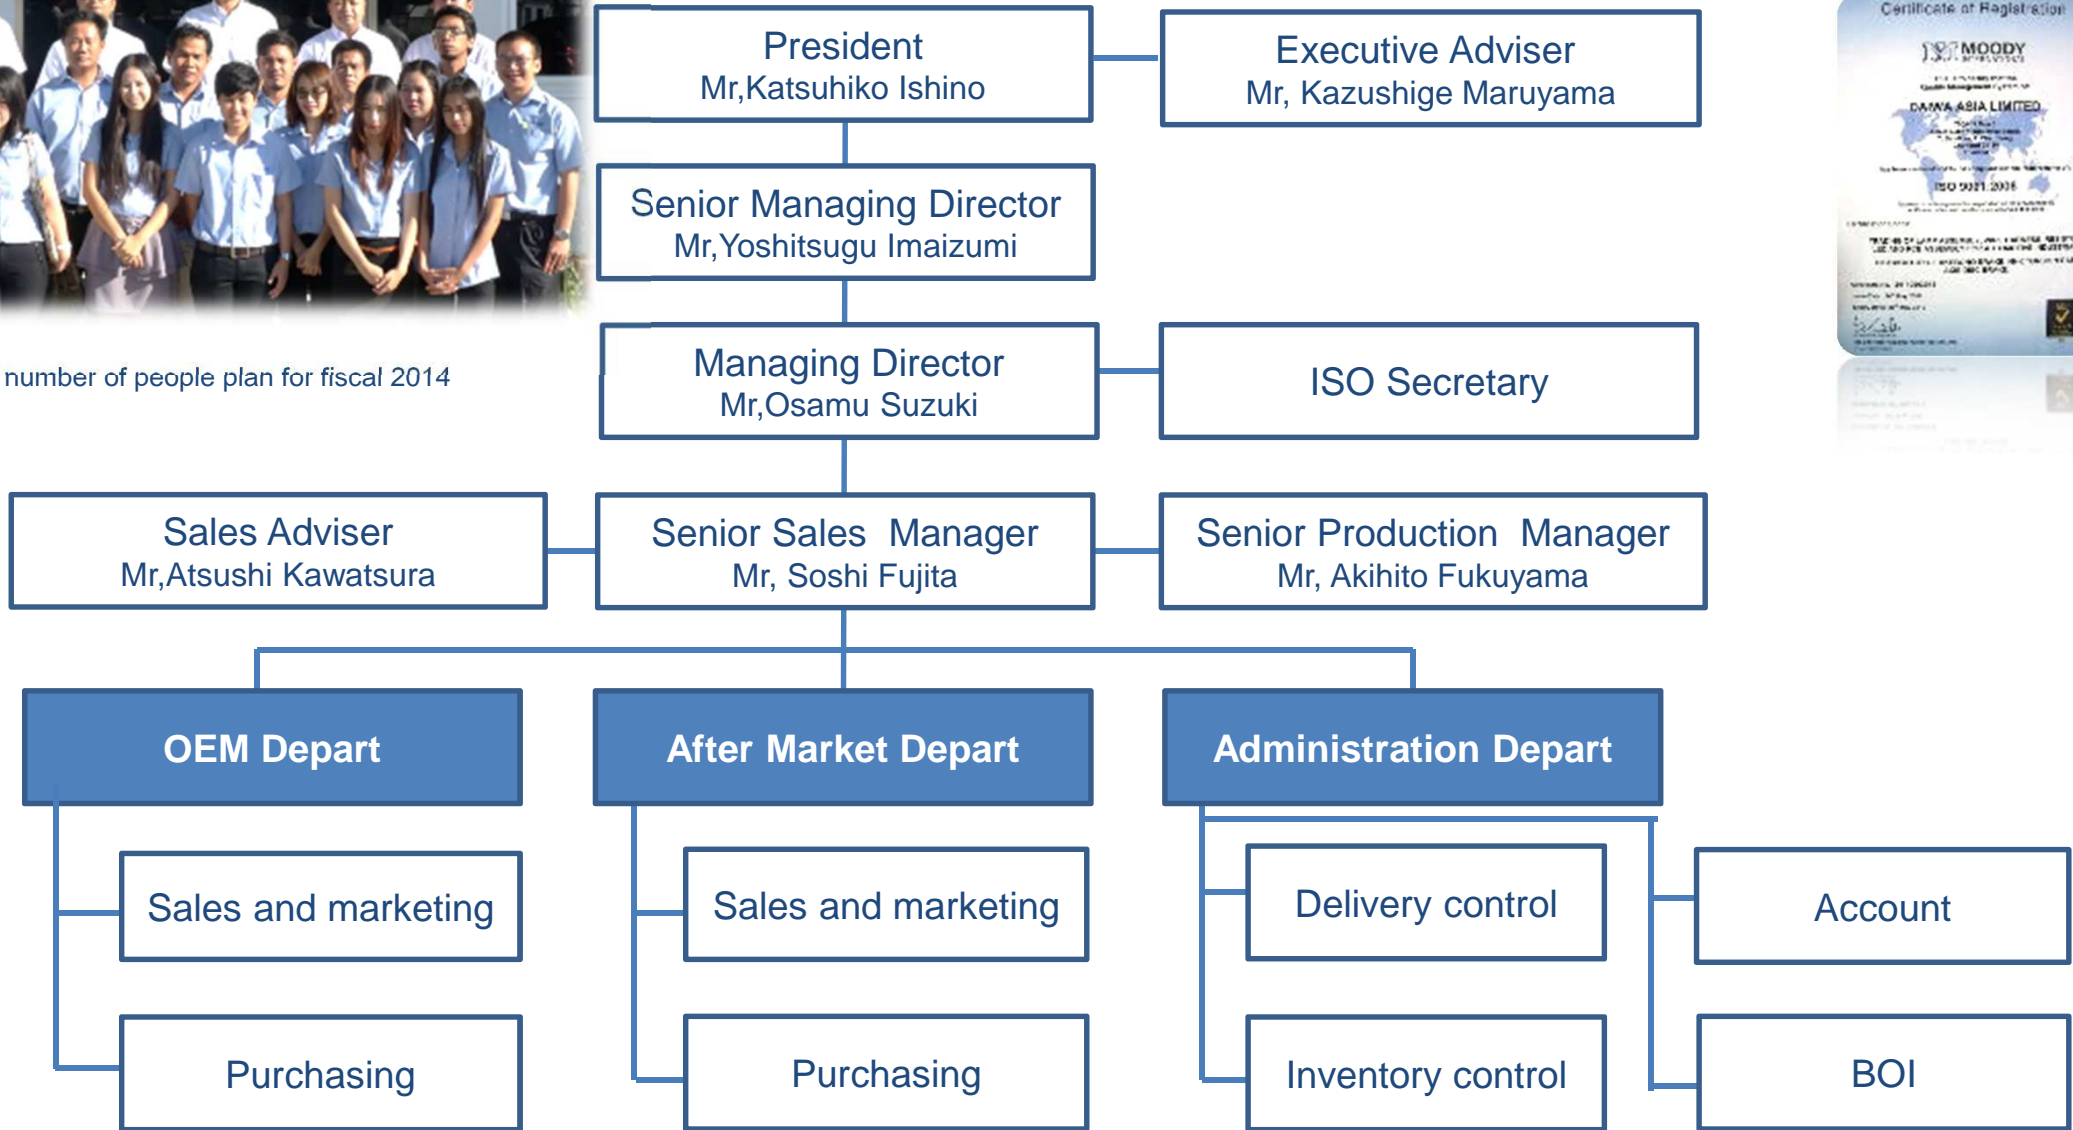 Certificate of Registration
MOODY
DAIWA ASIA LIMITED
ISO 9001:2008
President
Mr,Katsuhiko Ishino
Executive Adviser
Mr, Kazushige Maruyama
Senior Managing Director
Mr,Yoshitsugu Imaizumi
number of people plan for fiscal 2014
Managing Director
Mr,Osamu Suzuki
ISO Secretary
Sales Adviser
Mr,Atsushi Kawatsura
Senior Sales  Manager
Mr, Soshi Fujita
Senior Production  Manager
Mr, Akihito Fukuyama
OEM Depart
After Market Depart
Administration Depart
Sales and marketing
Sales and marketing
Delivery control
Account
Purchasing
Purchasing
Inventory control
BOI